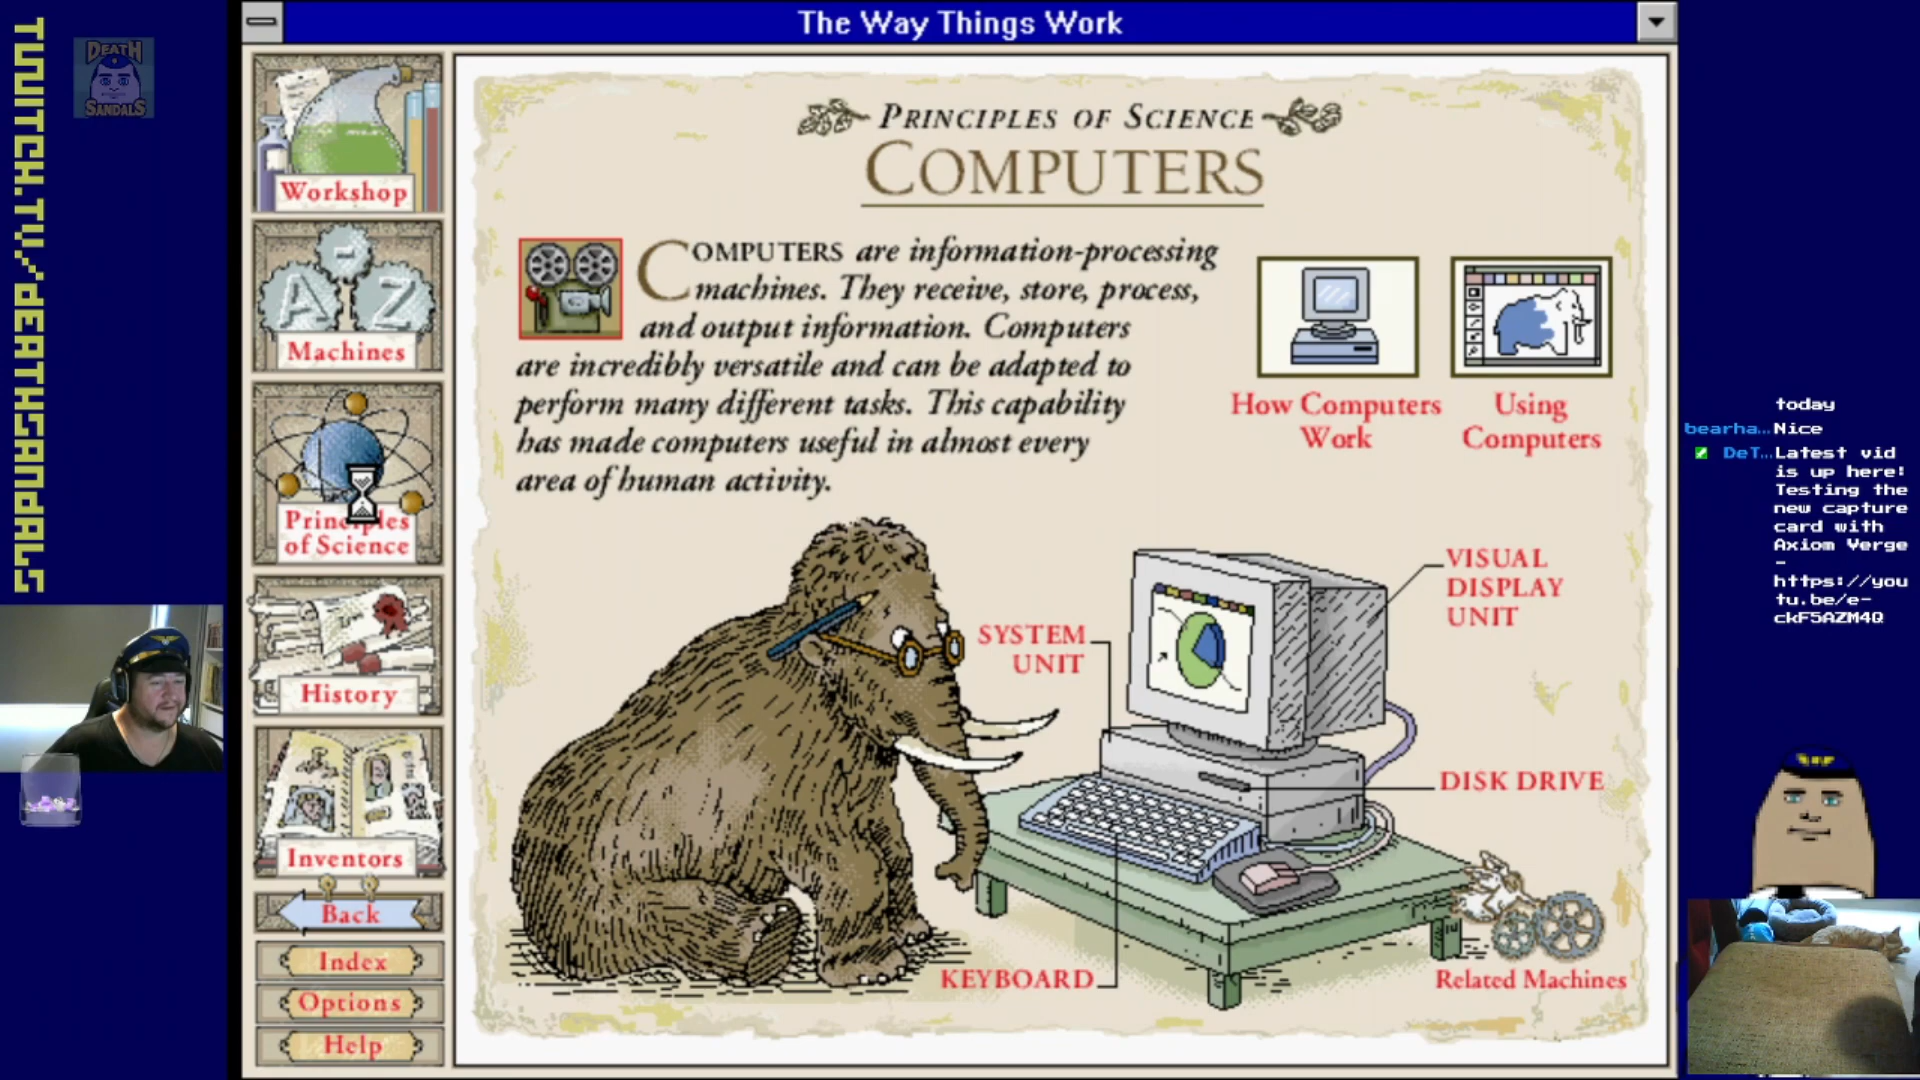 TWITCH.TV/DEATHSANDALS
DEATH
SANDALS
The Way Things Work
Workshop
A-Z
Machines
Principles
of Science
History
Inventors
Back
Index
Options
Help
PRINCIPLES OF SCIENCE
COMPUTERS
COMPUTERS are information-processing
machines. They receive, store, process,
and output information. Computers
are incredibly versatile and can be adapted to
perform many different tasks. This capability
has made computers useful in almost every
area of human activity.
How Computers
Work
Using
Computers
VISUAL
DISPLAY
UNIT
SYSTEM
UNIT
DISK DRIVE
KEYBOARD
Related Machines
today
bearha...Nice
DeT...Latest vid
is up here!
Testing the
new capture
card with
Axiom Verge
-
https://you
tu.be/e-
ckF5AZM4Q